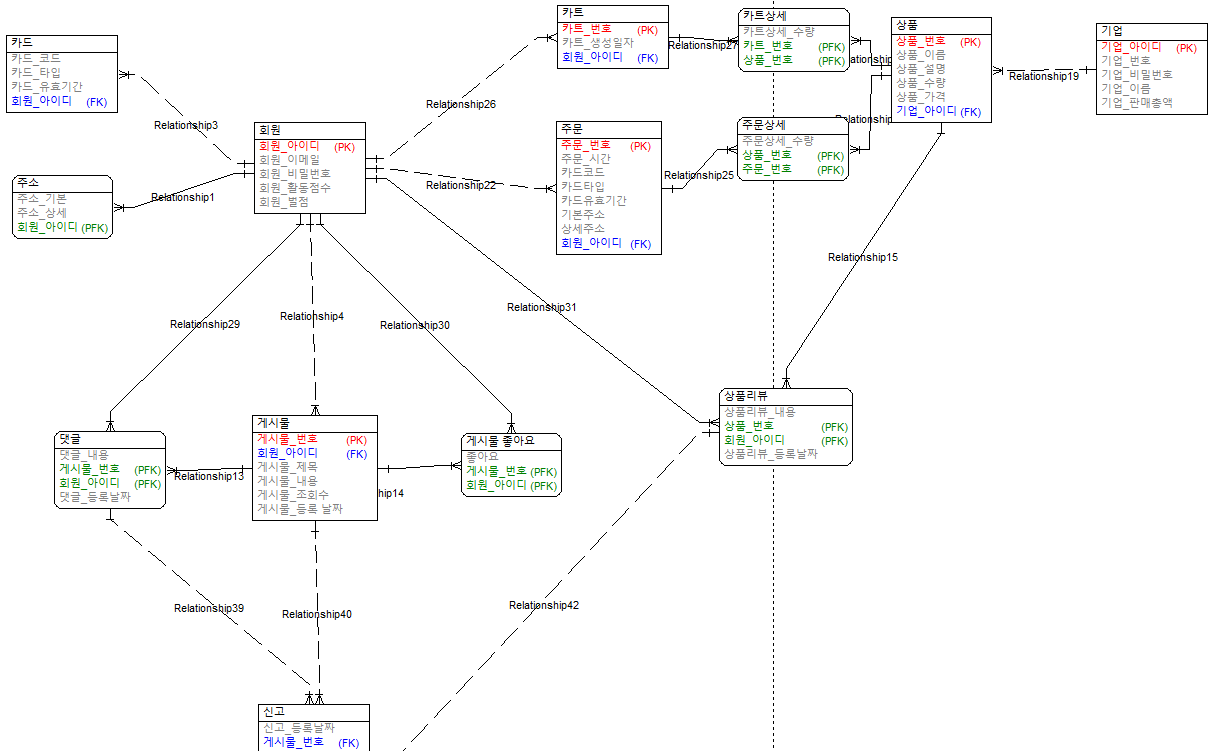 카드
카드_코드
카드_타입
카드_유효기간
회원_아이디 (FK)
주소
주소_기본
주소_상세
회원_아이디 (PFK)
회원
회원_아이디 (PK)
회원_이메일
회원_비밀번호
회원_활동점수
회원_별점
카트
카트_번호 (PK)
카트_생성일자
회원_아이디 (FK)
주문
주문_번호 (PK)
주문_시간
카드코드
카드타입
카드유효기간
기본주소
상세주소
회원_아이디 (FK)
카트상세
카트상세_수량
카트_번호 (PFK)
상품_번호 (PFK)
주문상세
주문상세_수량
상품_번호 (PFK)
주문_번호 (PFK)
상품
상품_번호 (PK)
상품_이름
상품_설명
상품_수량
상품_가격
기업_아이디 (FK)
기업
기업_아이디 (PK)
기업_번호
기업_비밀번호
기업_이름
기업_판매총액
Relationship3
Relationship1
Relationship26
Relationship22
Relationship27
Relationship25
Relationship19
Relationship15
Relationship31
Relationship29
Relationship4
Relationship30
댓글
댓글_내용
게시물_번호 (PFK)
회원_아이디 (PFK)
댓글_등록날짜
Relationship13
게시물
게시물_번호 (PK)
회원_아이디 (FK)
게시물_제목
게시물_내용
게시물_조회수
게시물_등록 날짜
hip14
게시물 좋아요
좋아요
게시물_번호 (PFK)
회원_아이디 (PFK)
상품리뷰
상품리뷰_내용
상품_번호 (PFK)
회원_아이디 (PFK)
상품리뷰_등록날짜
Relationship39
Relationship40
Relationship42
신고
신고_등록날짜
게시물_번호 (FK)